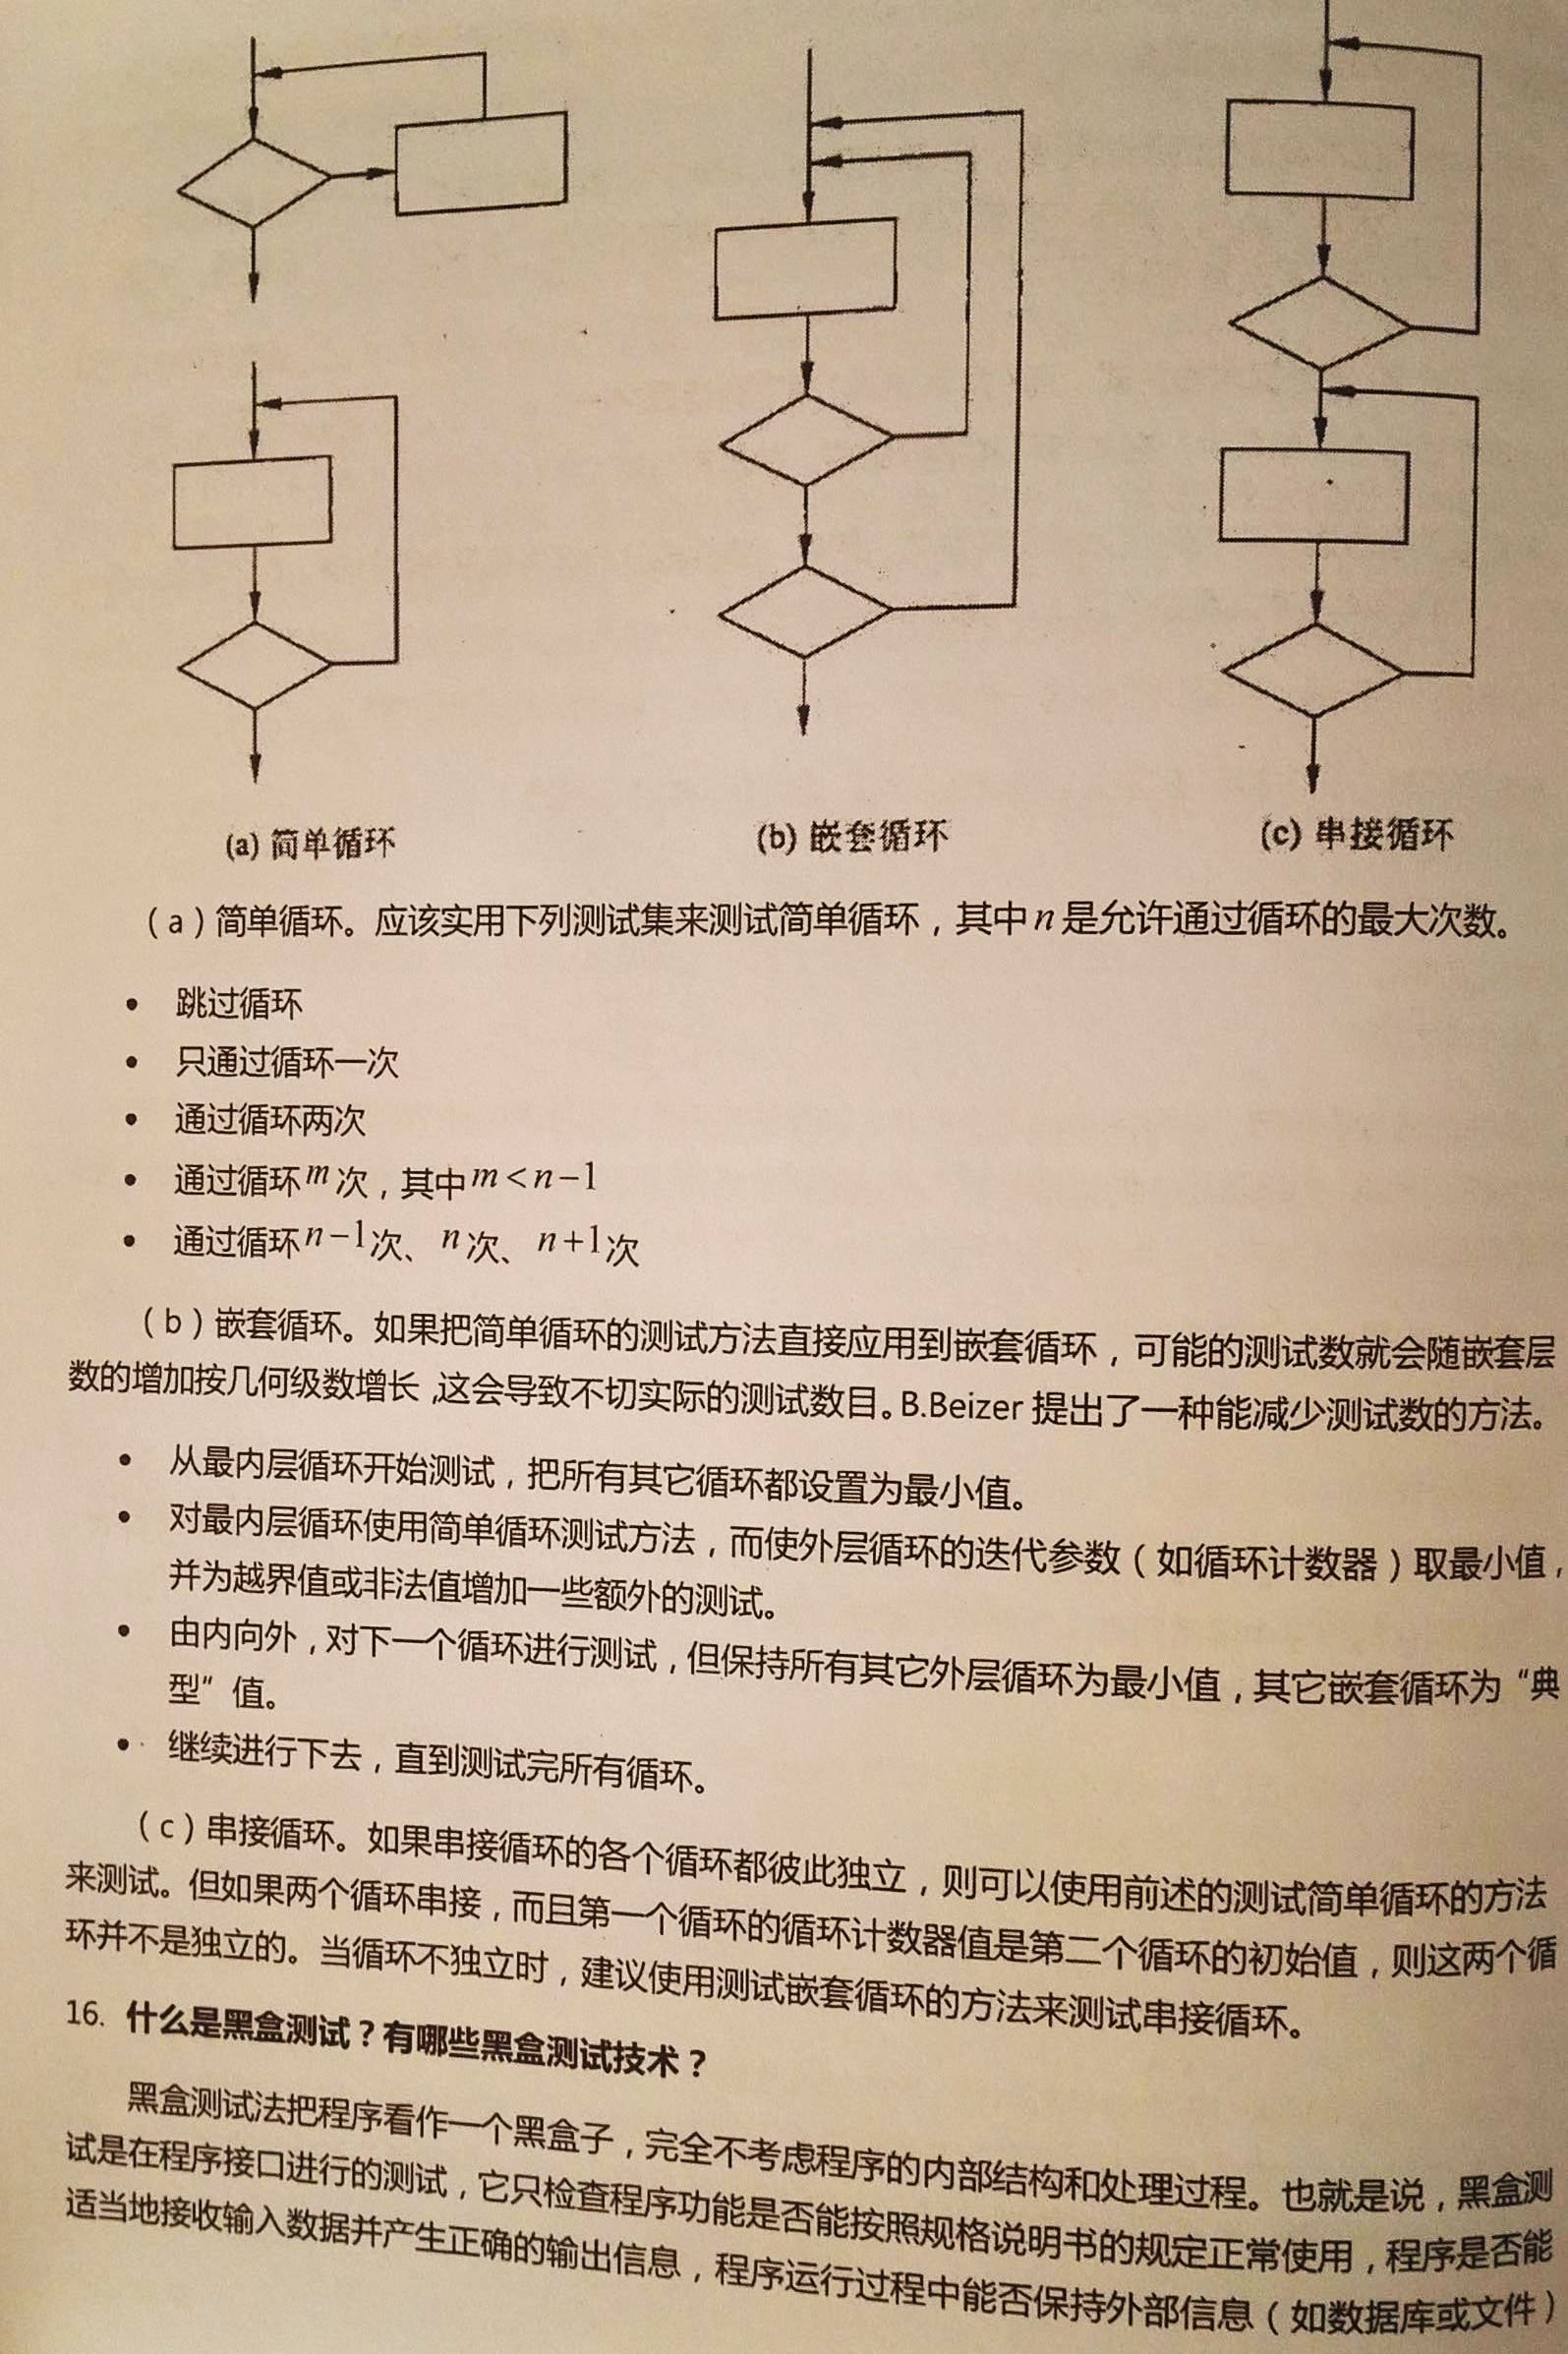 (a) 简单循环
(b) 嵌套循环
(c) 串接循环
（a）简单循环。应该实用下列测试集来测试简单循环，其中n是允许通过循环的最大次数。
• 跳过循环
• 只通过循环一次
• 通过循环两次
• 通过循环m次，其中m<n−1
• 通过循环n−1次、n次、n+1次
（b）嵌套循环。如果把简单循环的测试方法直接应用到嵌套循环，可能的测试数就会随嵌套层
数的增加按几何级数增长,这会导致不切实际的测试数目。B.Beizer 提出了一种能减少测试数的方法。
• 从最内层循环开始测试，把所有其它循环都设置为最小值。
• 对最内层循环使用简单循环测试方法，而使外层循环的迭代参数（如循环计数器）取最小值，
并为越界值或非法值增加一些额外的测试。
• 由内向外，对下一个循环进行测试，但保持所有其它外层循环为最小值，其它嵌套循环为“典
型”值。
• 继续进行下去，直到测试完所有循环。
（c）串接循环。如果串接循环的各个循环都彼此独立，则可以使用前述的测试简单循环的方法
来测试。但如果两个循环串接，而且第一个循环的循环计数器值是第二个循环的初始值，则这两个循
环并不是独立的。当循环不独立时，建议使用测试嵌套循环的方法来测试串接循环。
16. 什么是黑盒测试？有哪些黑盒测试技术？
黑盒测试法把程序看作一个黑盒子，完全不考虑程序的内部结构和处理过程。也就是说，黑盒测
试是在程序接口进行的测试，它只检查程序功能是否能按照规格说明书的规定正常使用，程序是否能
适当地接收输入数据并产生正确的输出信息，程序运行过程中能否保持外部信息（如数据库或文件）